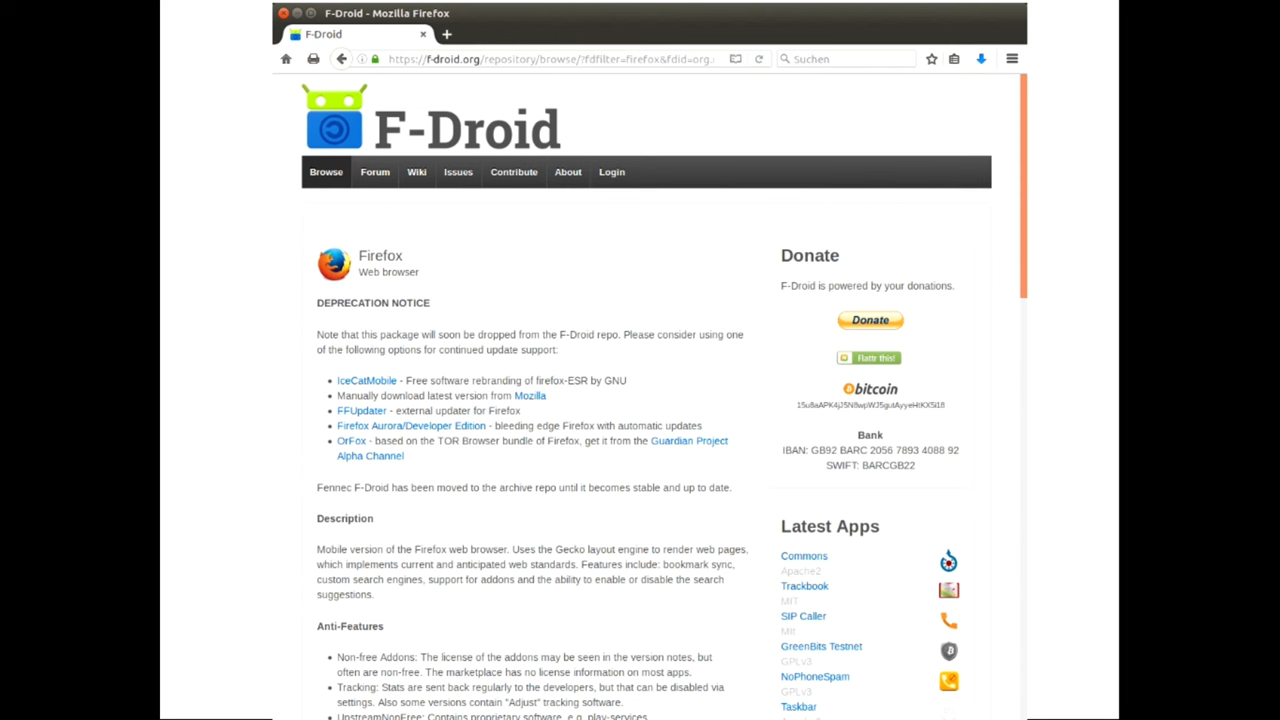 F-Droid - Mozilla Firefox
F-Droid
https://f-droid.org/repository/browse/?fdfilter=firefox&fdid=org.
Suchen
F-Droid
Browse Forum Wiki Issues Contribute About Login
Firefox
Web browser
DEPRECATION NOTICE
Note that this package will soon be dropped from the F-Droid repo. Please consider using one
of the following options for continued update support:
IceCatMobile - Free software rebranding of firefox-ESR by GNU
Manually download latest version from Mozilla
FFUpdater - external updater for Firefox
Firefox Aurora/Developer Edition - bleeding edge Firefox with automatic updates
OrFox - based on the TOR Browser bundle of Firefox, get it from the Guardian Project
Alpha Channel
Fennec F-Droid has been moved to the archive repo until it becomes stable and up to date.
Description
Mobile version of the Firefox web browser. Uses the Gecko layout engine to render web pages,
which implements current and anticipated web standards. Features include: bookmark sync,
custom search engines, support for addons and the ability to enable or disable the search
suggestions.
Anti-Features
Non-free Addons: The license of the addons may be seen in the version notes, but
often are non-free. The marketplace has no license information on most apps.
Tracking: Stats are sent back regularly to the developers, but that can be disabled via
settings. Also some versions contain "Adjust" tracking software.
UpstreamNonFree: Contains proprietary software, e.g. play-services
Donate
F-Droid is powered by your donations.
Donate
Flattr this!
bitcoin
Bank
IBAN: GB92 BARC 2056 7893 4088 92
SWIFT: BARCGB22
Latest Apps
Commons
Apache2
Trackbook
MIT
SIP Caller
MIt
GreenBits Testnet
GPLv3
NoPhoneSpam
GPLv3
Taskbar
Apache2